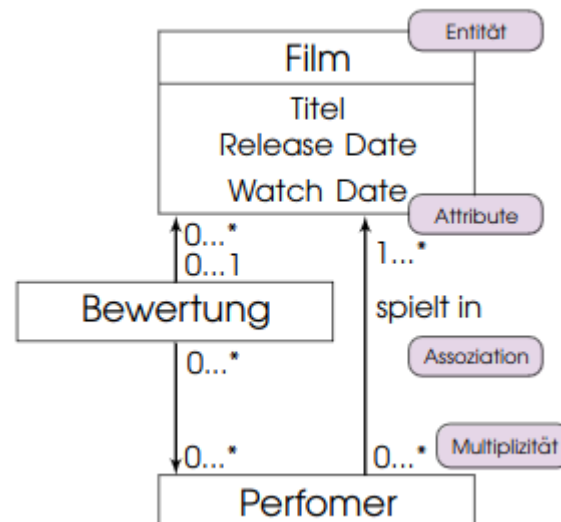 Entität
Film
Titel
Release Date
Watch Date
Attribute
0...*
1...*
0...1
Bewertung
spielt in
0...*
Assoziation
0...*
0...*
Multiplizität
Perfomer